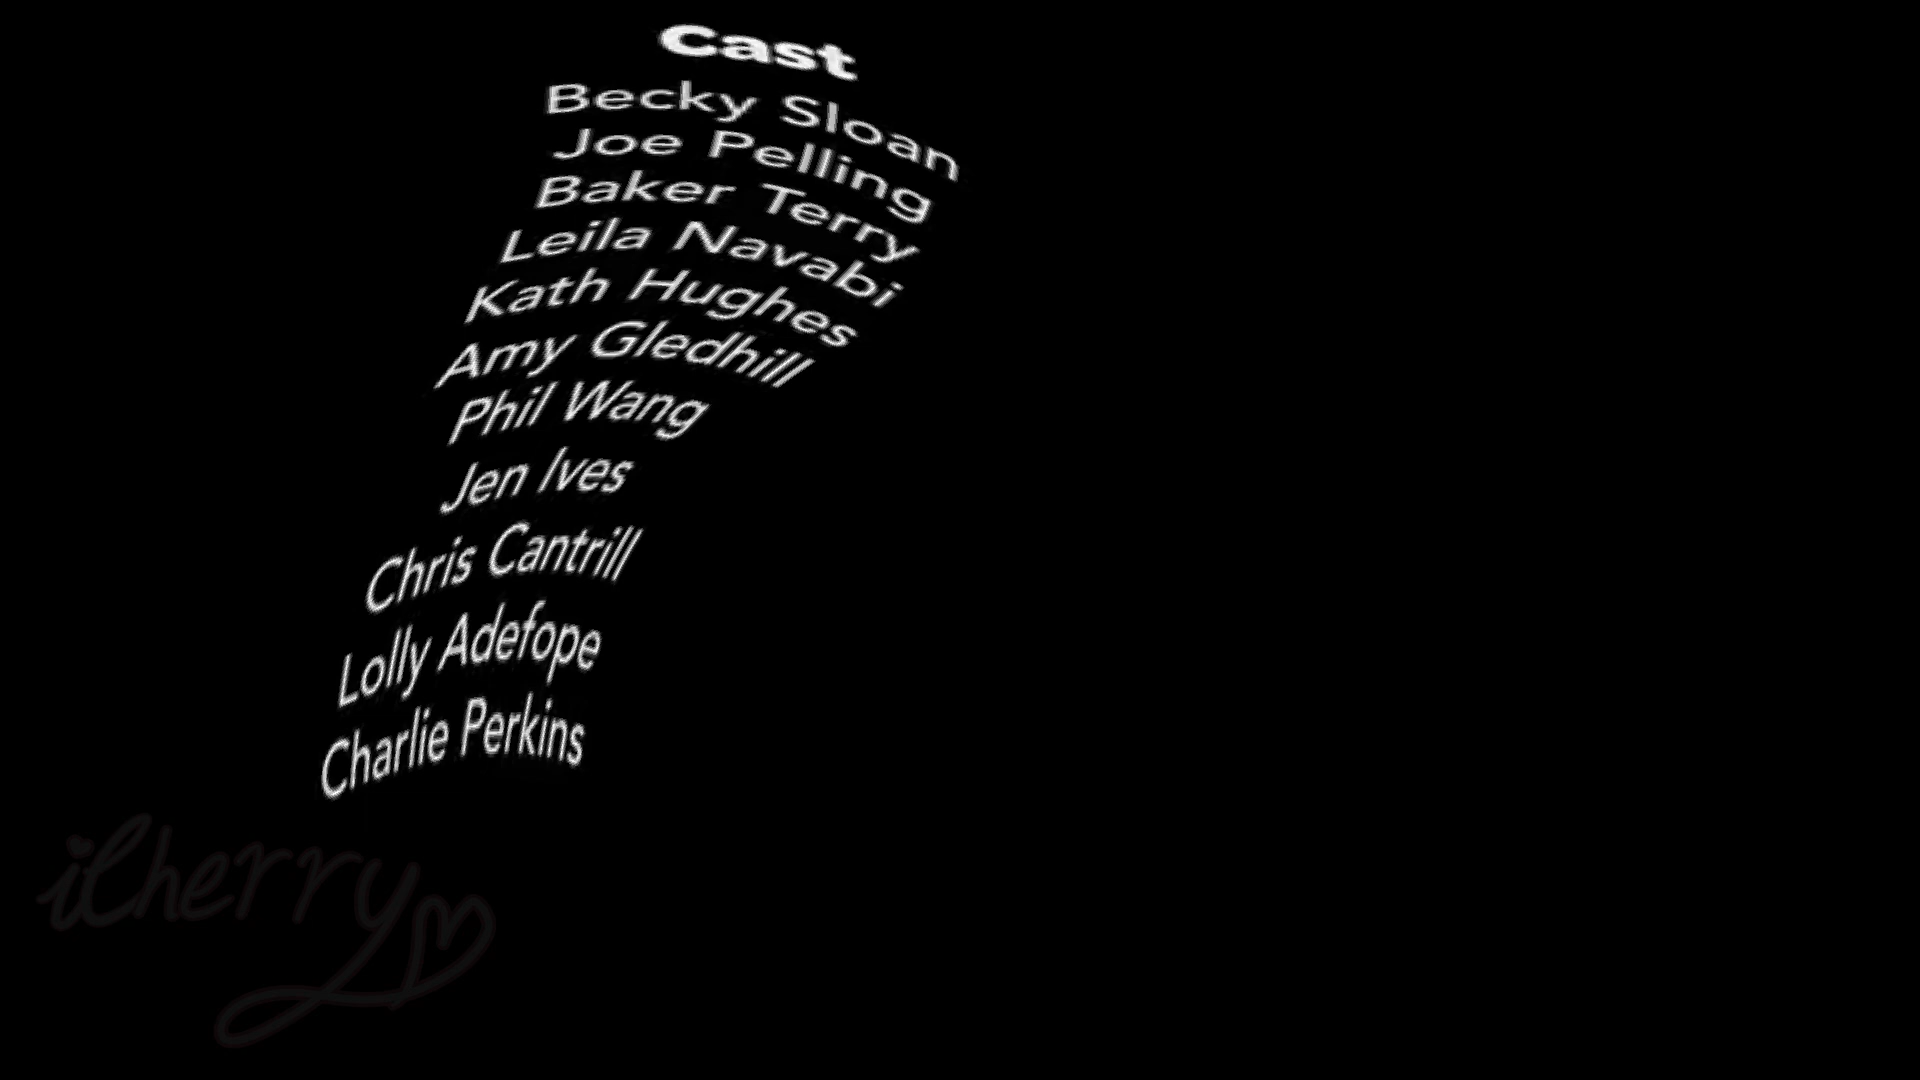 Cast
Becky Sloan
Joe Pelling
Baker Terry
Leila Navabi
Kath Hughes
Amy Gledhill
Phil Wang
Jen Ives
Chris Cantrill
Lolly Adefope
Charlie Perkins
iCherry